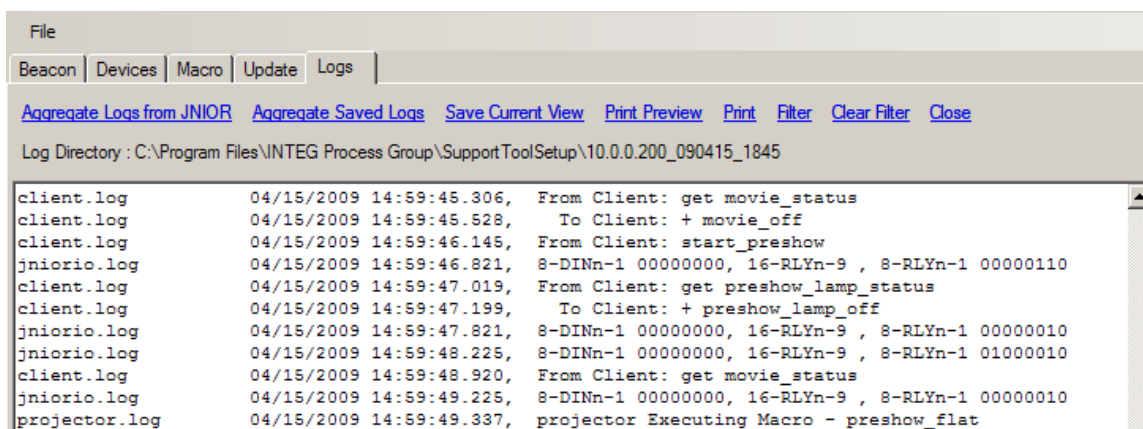 File
Beacon Devices Macro Update Logs
Aggregate Logs from JNIOR Aggregate Saved Logs Save Current View Print Preview Print Filter Clear Filter Close
Log Directory : C:\Program Files\INTEG Process Group\SupportToolSetup\10.0.0.200_090415_1845
client.log 04/15/2009 14:59:45.306, From Client: get movie_status
client.log 04/15/2009 14:59:45.528, To Client: + movie_off
client.log 04/15/2009 14:59:46.145, From Client: start_preshow
jniorio.log 04/15/2009 14:59:46.821, 8-DINn-1 00000000, 16-RLYn-9 , 8-RLYn-1 00000110
client.log 04/15/2009 14:59:47.019, From Client: get preshow_lamp_status
client.log 04/15/2009 14:59:47.199, To Client: + preshow_lamp_off
jniorio.log 04/15/2009 14:59:47.821, 8-DINn-1 00000000, 16-RLYn-9 , 8-RLYn-1 00000010
jniorio.log 04/15/2009 14:59:48.225, 8-DINn-1 00000000, 16-RLYn-9 , 8-RLYn-1 01000010
client.log 04/15/2009 14:59:48.920, From Client: get movie_status
jniorio.log 04/15/2009 14:59:49.225, 8-DINn-1 00000000, 16-RLYn-9 , 8-RLYn-1 00000010
projector.log 04/15/2009 14:59:49.337, projector Executing Macro - preshow_flat